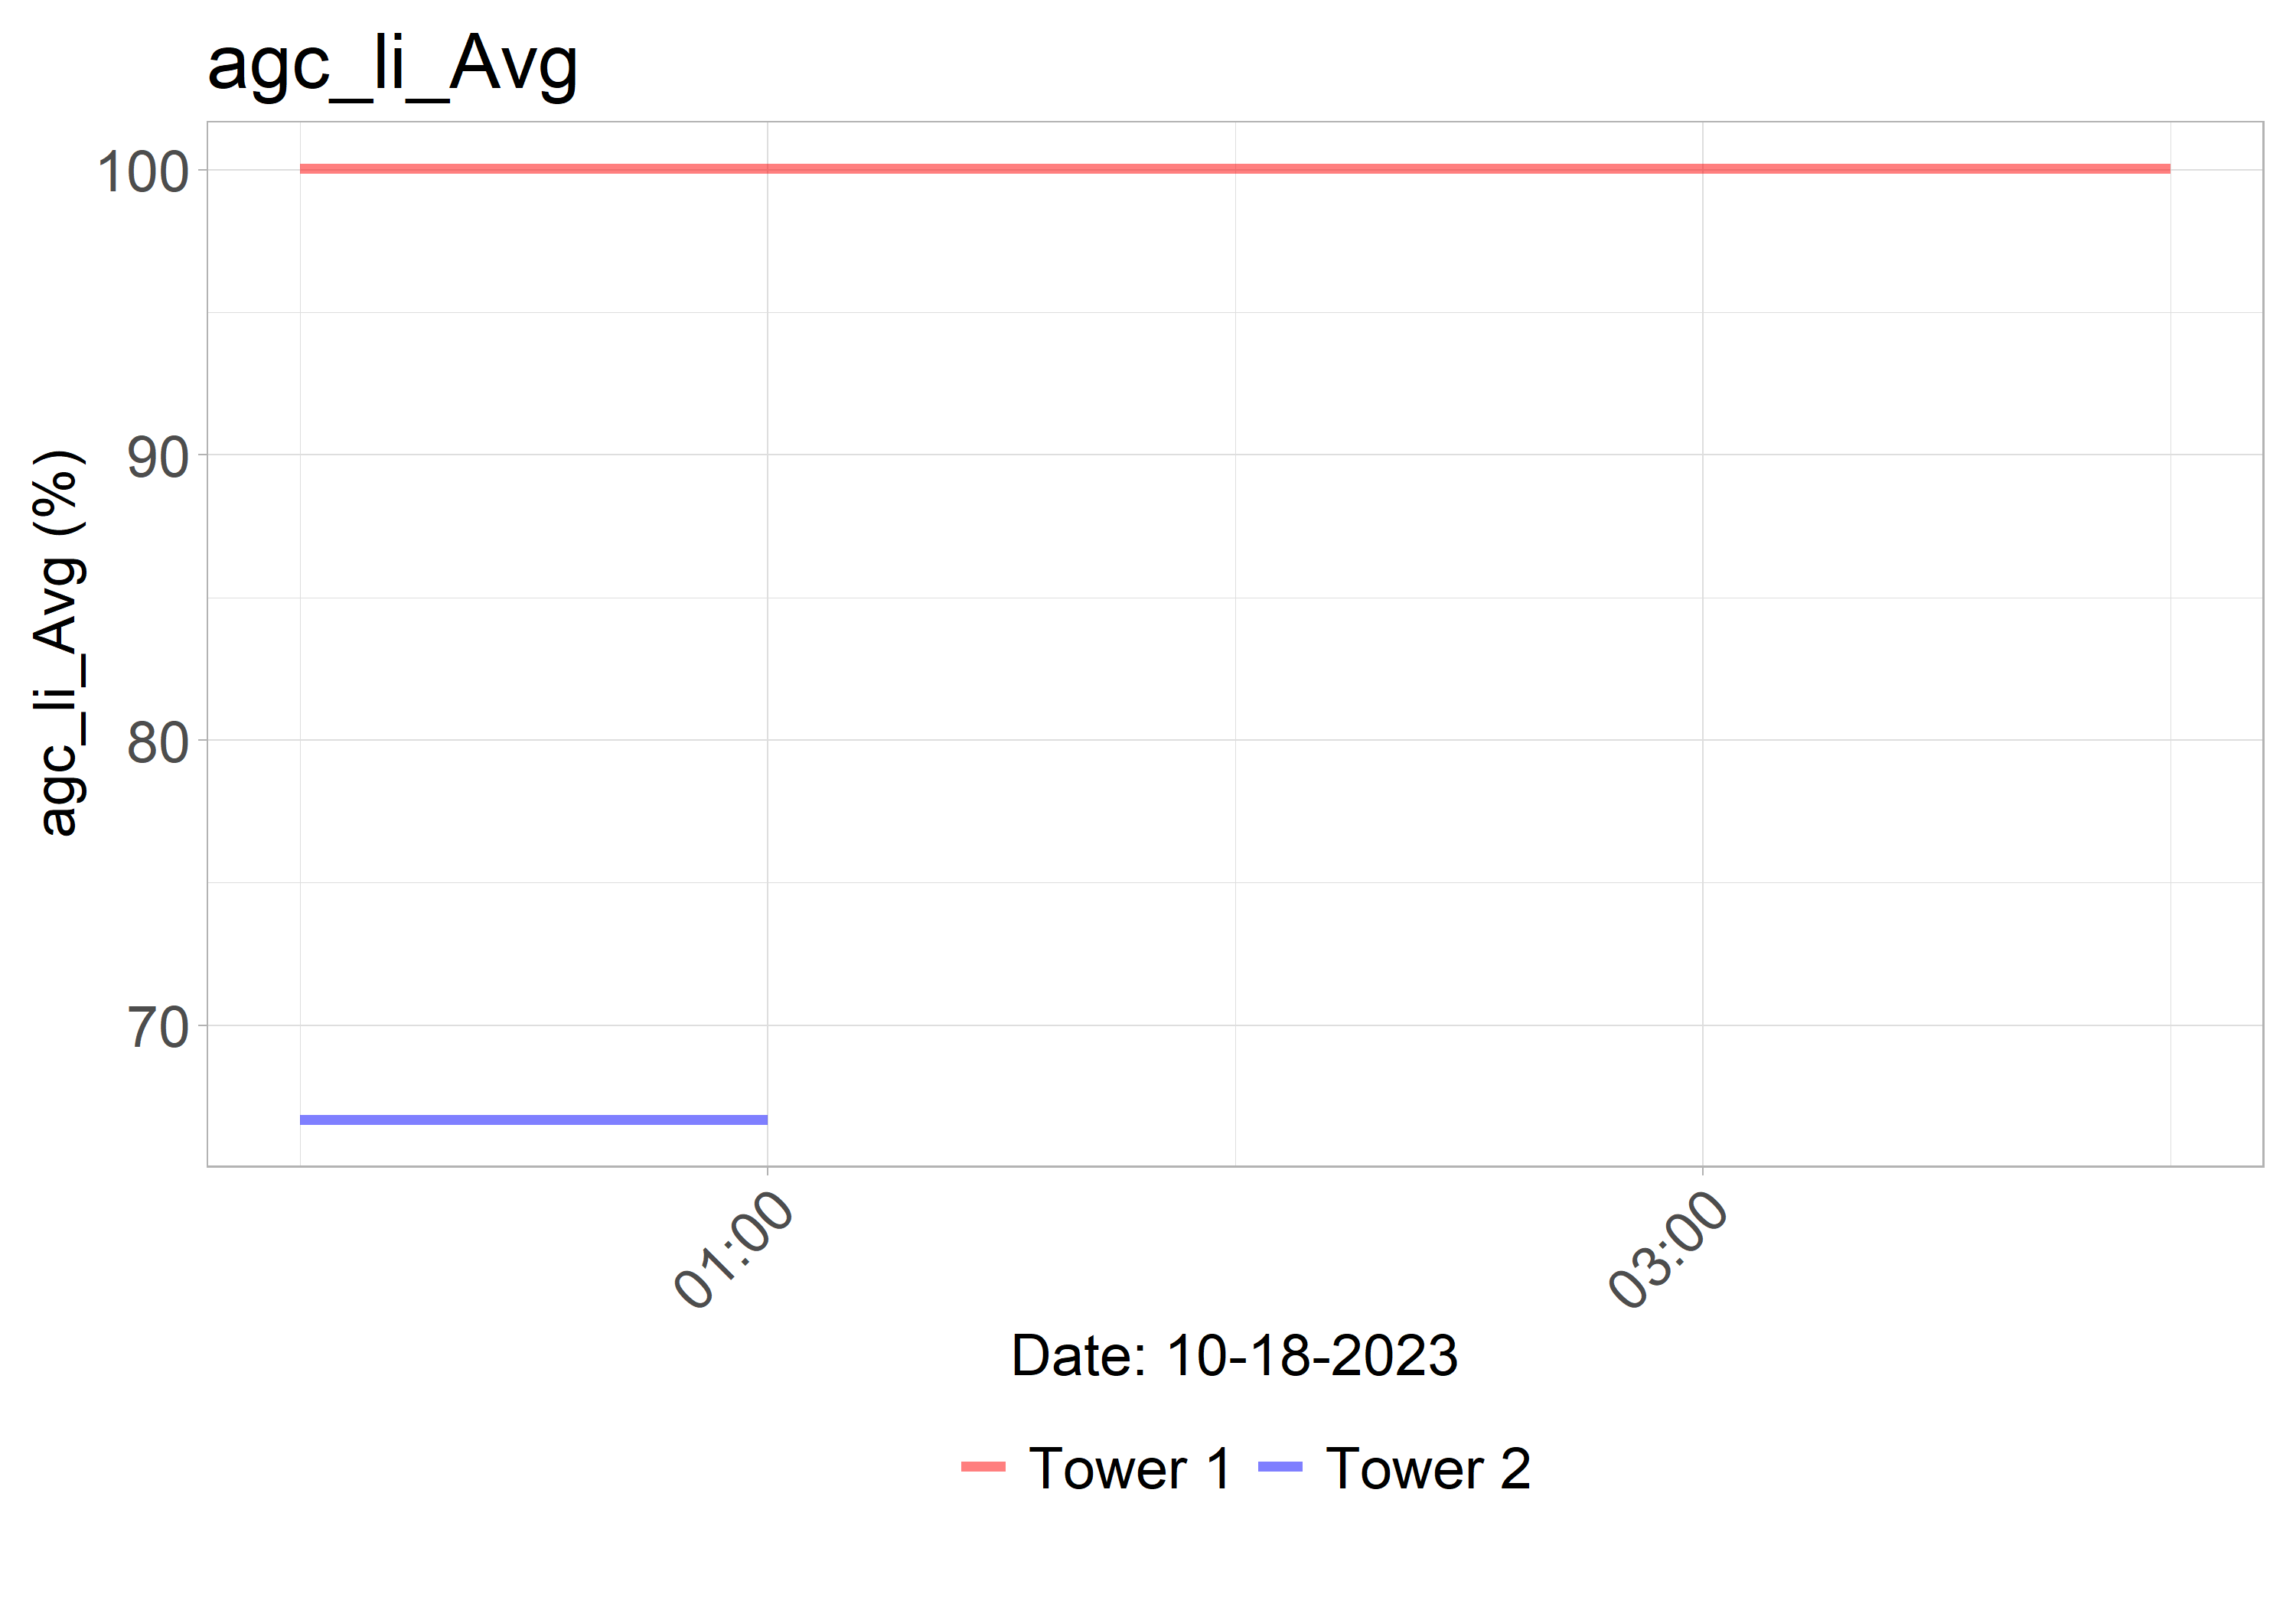 agc_li_Avg
agc_li_Avg (%)
100
90
80
70
01:00
03:00
Date: 10-18-2023
Tower 1
Tower 2